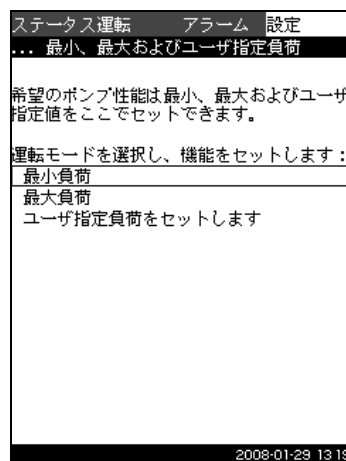 ステータス運転 アラーム 設定
... 最小、最大およびユーザ指定負荷
希望のポンプ性能は最小、最大およびユーザ
指定値をここでセットできます。
運転モードを選択し、機能をセットします：
最小負荷
最大負荷
ユーザ指定負荷をセットします
2008-01-29 13:19